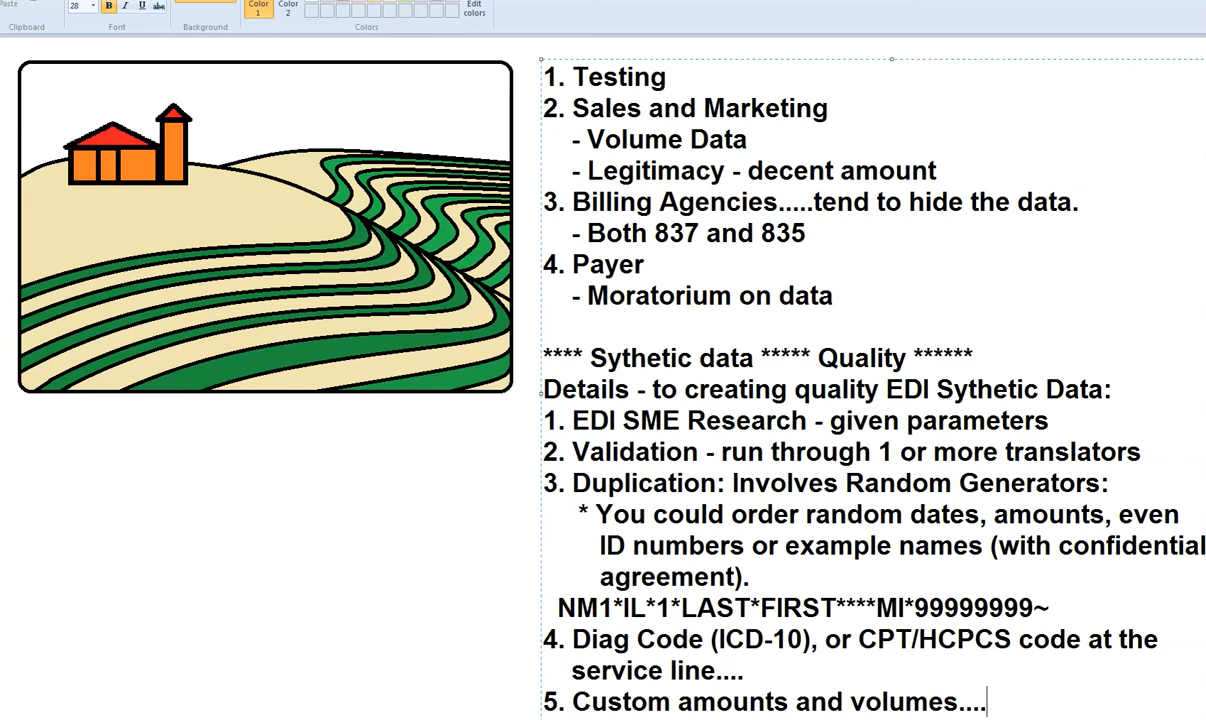 Paste
28
B
I
U
abc
Color
1
Color
2
Edit
colors
Clipboard
Font
Background
Colors
1. Testing
2. Sales and Marketing
- Volume Data
- Legitimacy - decent amount
3. Billing Agencies.....tend to hide the data.
- Both 837 and 835
4. Payer
- Moratorium on data
**** Sythetic data ***** Quality ******
Details - to creating quality EDI Sythetic Data:
1. EDI SME Research - given parameters
2. Validation - run through 1 or more translators
3. Duplication: Involves Random Generators:
* You could order random dates, amounts, even
ID numbers or example names (with confidential
agreement).
NM1*IL*1*LAST*FIRST****MI*99999999~
4. Diag Code (ICD-10), or CPT/HCPCS code at the
service line....
5. Custom amounts and volumes....